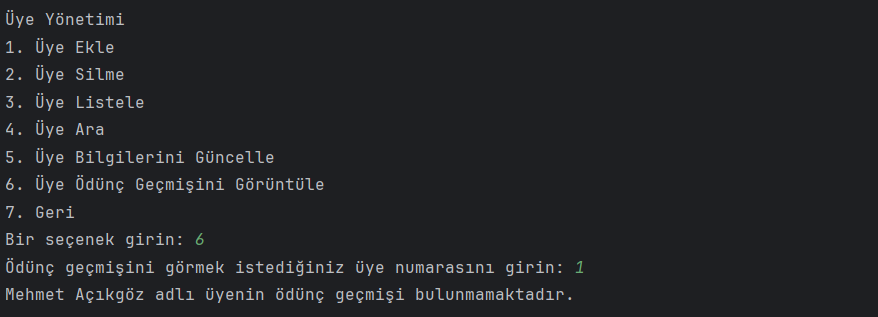 Üye Yönetimi
1. Üye Ekle
2. Üye Silme
3. Üye Listele
4. Üye Ara
5. Üye Bilgilerini Güncelle
6. Üye Ödünç Geçmişini Görüntüle
7. Geri
Bir seçenek girin: 6
Ödünç geçmişini görmek istediğiniz üye numarasını girin: 1
Mehmet Açıkgöz adlı üyenin ödünç geçmişi bulunmamaktadır.